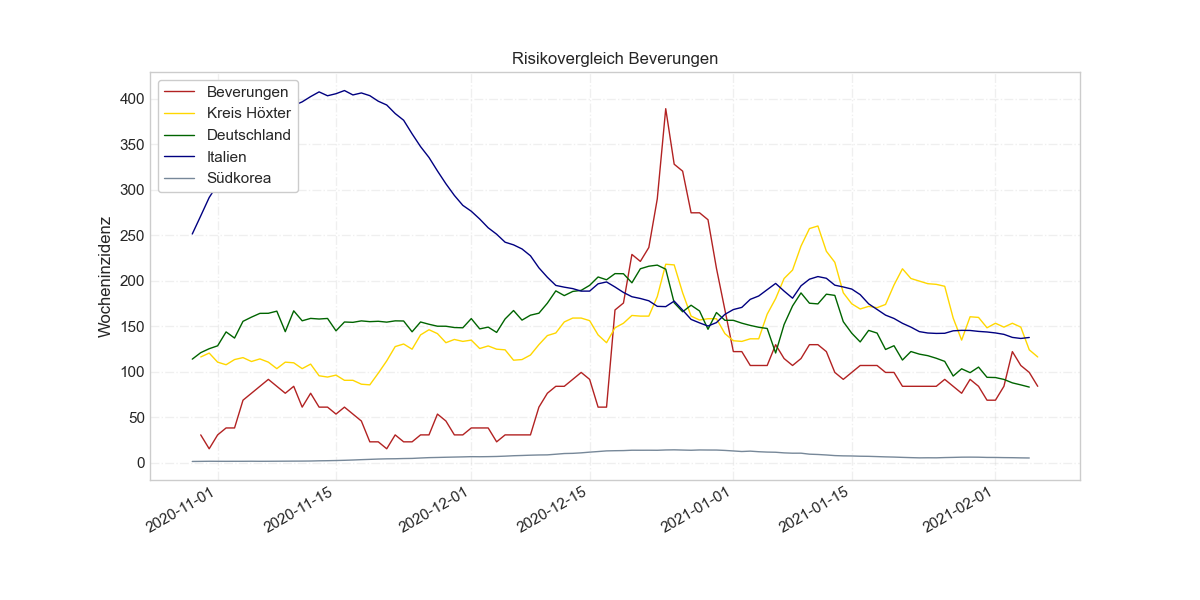 Risikovergleich Beverungen
Beverungen
Kreis Höxter
Deutschland
Italien
Südkorea
Wocheninzidenz
400
350
300
250
200
150
100
50
0
2020-11-01
2020-11-15
2020-12-01
2020-12-15
2021-01-01
2021-01-15
2021-02-01